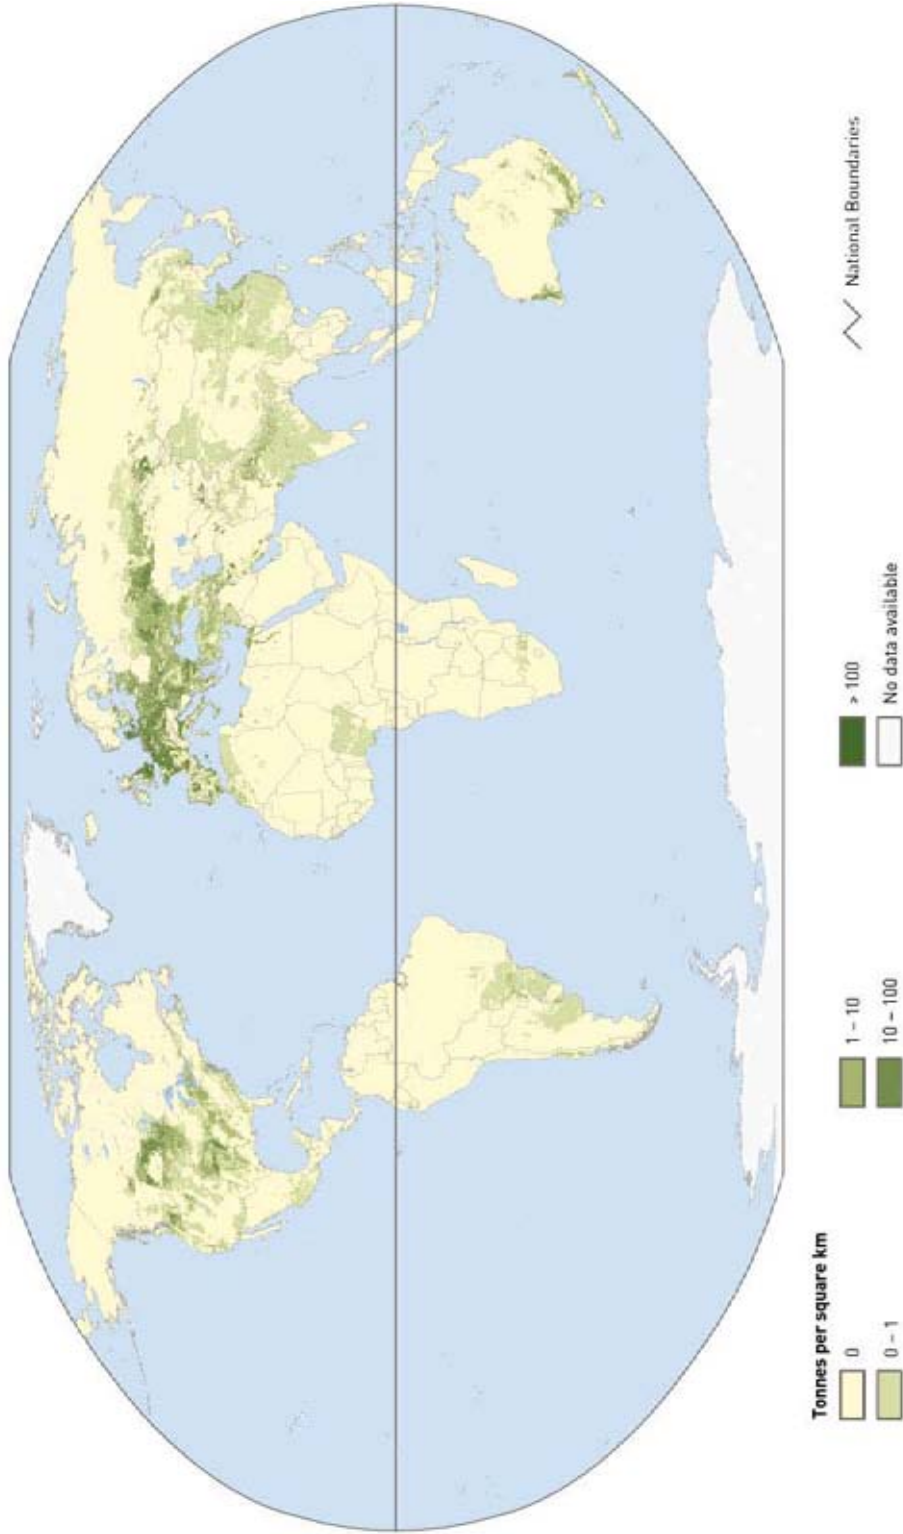 Tonnes per square km
0
0 – 1
1 – 10
10 – 100
> 100
No data available
National Boundaries